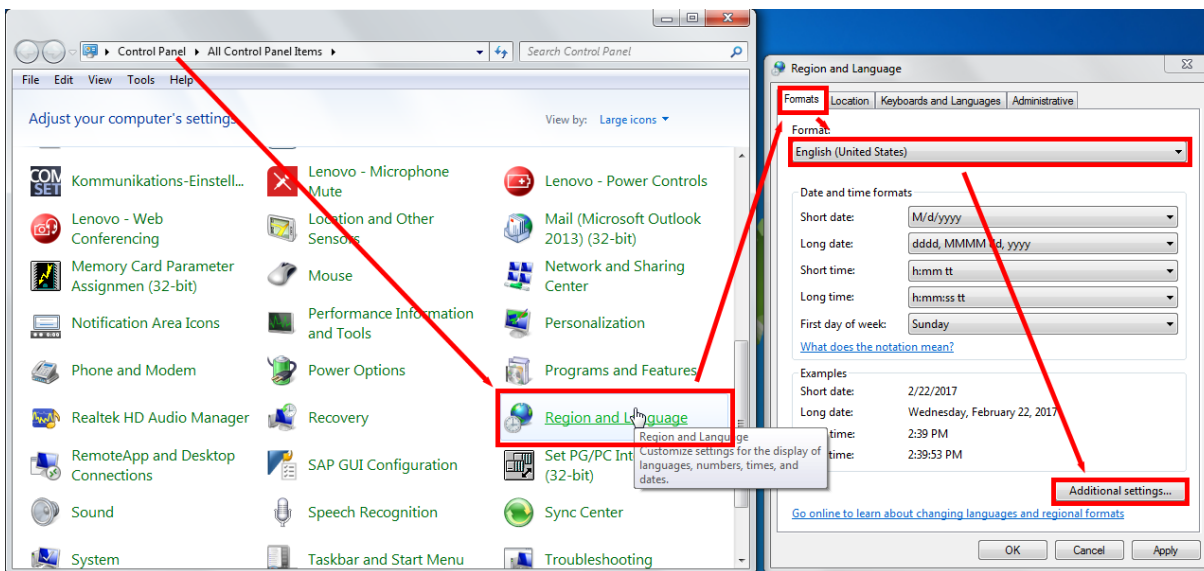 Control Panel ▸ All Control Panel Items ▸
Search Control Panel
File Edit View Tools Help
Adjust your computer's settings
View by: Large icons
COM SET
Kommunikations-Einstell...
Lenovo - Microphone
Mute
Lenovo - Power Controls
Lenovo - Web
Conferencing
Location and Other
Sensors
Mail (Microsoft Outlook
2013) (32-bit)
Memory Card Parameter
Assignmen (32-bit)
Mouse
Network and Sharing
Center
Notification Area Icons
Performance Information
and Tools
Personalization
Phone and Modem
Power Options
Programs and Features
Realtek HD Audio Manager
Recovery
Region and Language
RemoteApp and Desktop
Connections
SAP GUI Configuration
Set PG/PC Int
(32-bit)
Region and Language
Customize settings for the display of
languages, numbers, times, and
dates.
Sound
Speech Recognition
Sync Center
System
Taskbar and Start Menu
Troubleshooting
Region and Language
Formats Location Keyboards and Languages Administrative
Format:
English (United States)
Date and time formats
Short date: M/d/yyyy
Long date: dddd, MMMM dd, yyyy
Short time: h:mm tt
Long time: h:mm:ss tt
First day of week: Sunday
What does the notation mean?
Examples
Short date: 2/22/2017
Long date: Wednesday, February 22, 2017
time: 2:39 PM
time: 2:39:53 PM
Additional settings...
Go online to learn about changing languages and regional formats
OK Cancel Apply